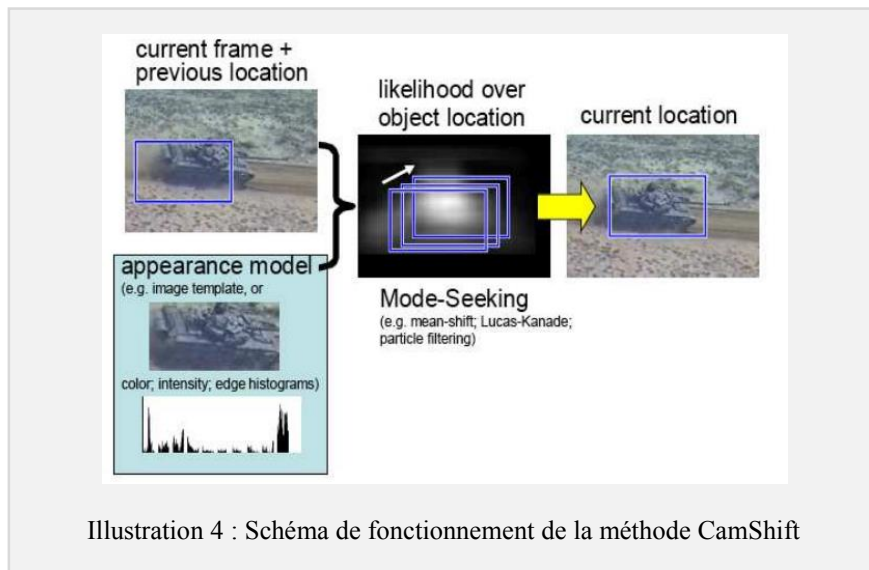 current frame +
previous location
likelihood over
object location
current location
appearance model
(e.g. image template, or
color; intensity; edge histograms)
Mode-Seeking
(e.g. mean-shift; Lucas-Kanade;
particle filtering)
Illustration 4 : Schéma de fonctionnement de la méthode CamShift